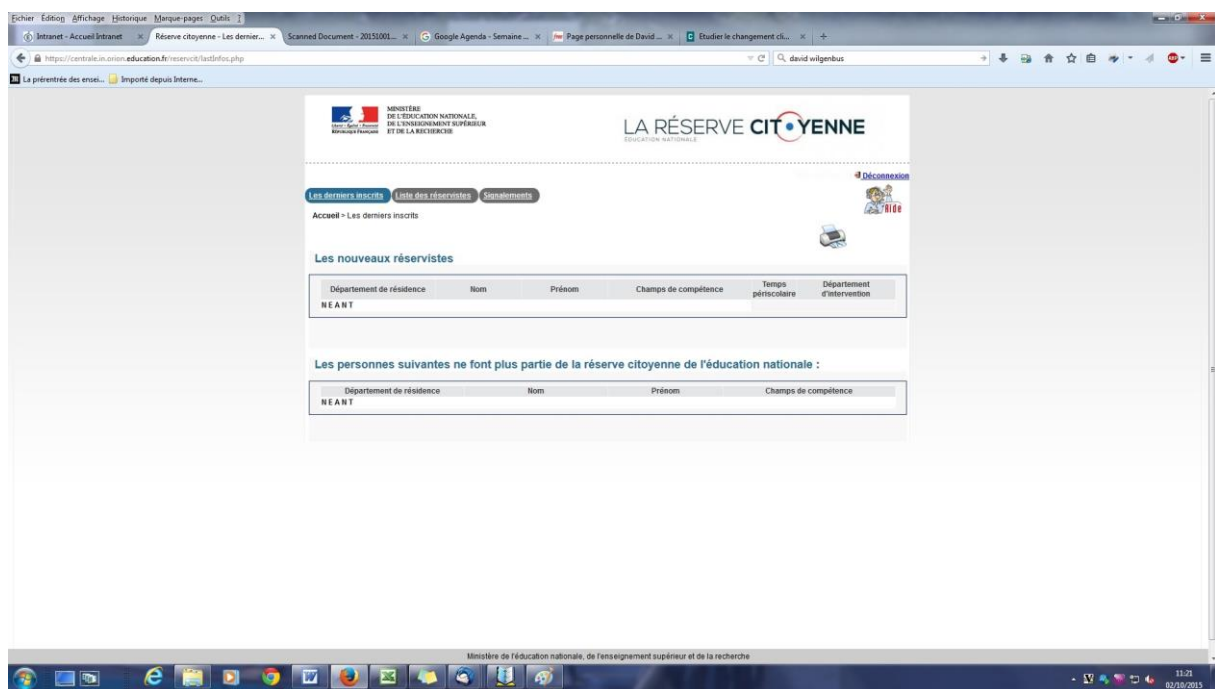 Fichier Édition Affichage Historique Marque-pages Outils ?
Intranet - Accueil Intranet × Réserve citoyenne - Les dernier... × Scanned Document - 20151001... × Google Agenda - Semaine ... × Page personnelle de David ... × Etudier le changement cli... × +
https://centrale.in.orion.education.fr/reservcit/lastInfos.php david wilgenbus
La prérentrée des ensei... Importé depuis Interne...
MINISTÈRE
DE L'ÉDUCATION NATIONALE,
DE L'ENSEIGNEMENT SUPÉRIEUR
ET DE LA RECHERCHE
Liberté • Égalité • Fraternité
RÉPUBLIQUE FRANÇAISE
LA RÉSERVE CITOYENNE
ÉDUCATION NATIONALE
Déconnexion
Les derniers inscrits Liste des réservistes Signalements
Aide
Accueil > Les derniers inscrits
Les nouveaux réservistes
Département de résidence Nom Prénom Champs de compétence Temps périscolaire Département d'intervention
N E A N T
Les personnes suivantes ne font plus partie de la réserve citoyenne de l'éducation nationale :
Département de résidence Nom Prénom Champs de compétence
N E A N T
Ministère de l'éducation nationale, de l'enseignement supérieur et de la recherche
11:21
02/10/2015